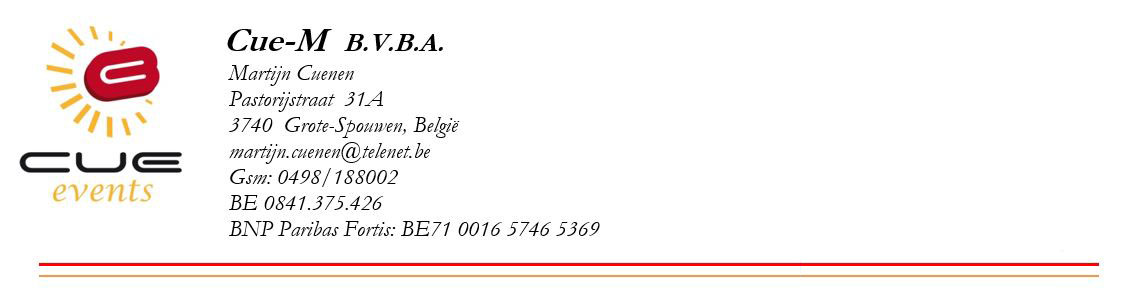 CUE
events
Cue-M B.V.B.A.
Martijn Cuenen
Pastorijstraat 31A
3740 Grote-Spouwen, België
martijn.cuenen@telenet.be
Gsm: 0498/188002
BE 0841.375.426
BNP Paribas Fortis: BE71 0016 5746 5369